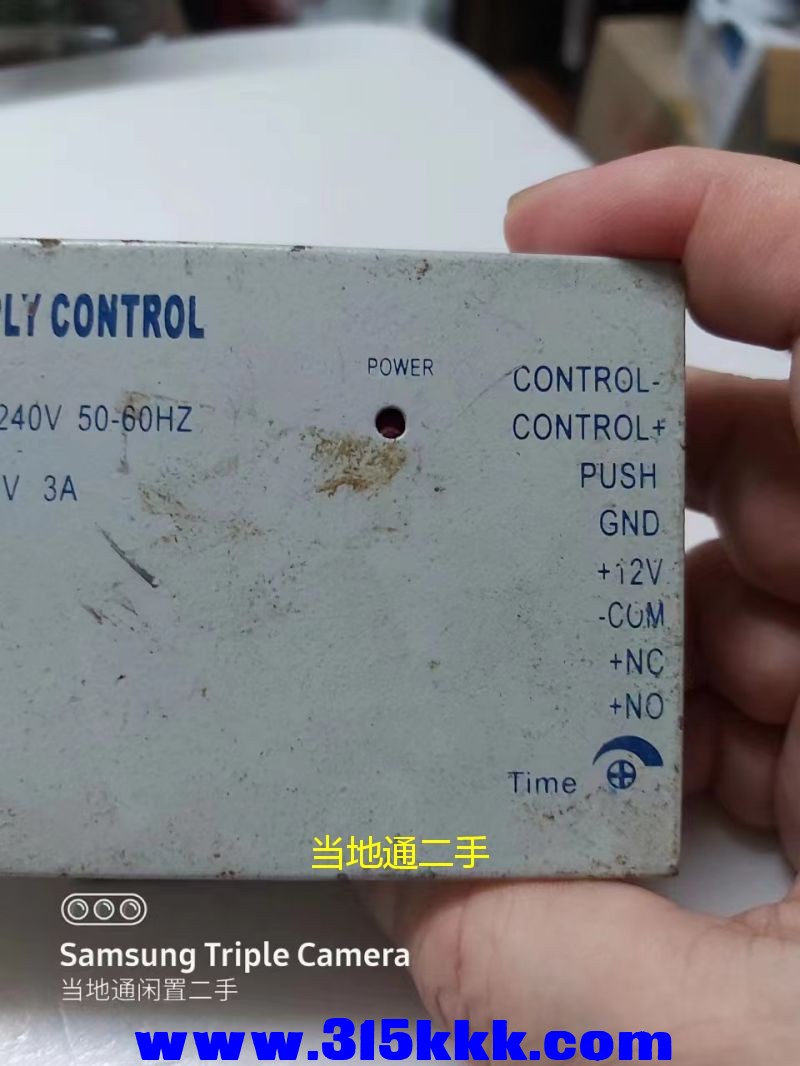 PLY CONTROL
240V 50-60HZ
V 3A
POWER
CONTROL-
CONTROL+
PUSH
GND
+12V
-COM
+NC
+NO
Time
当地通二手
Samsung Triple Camera
当地通闲置二手
www.315kkk.com